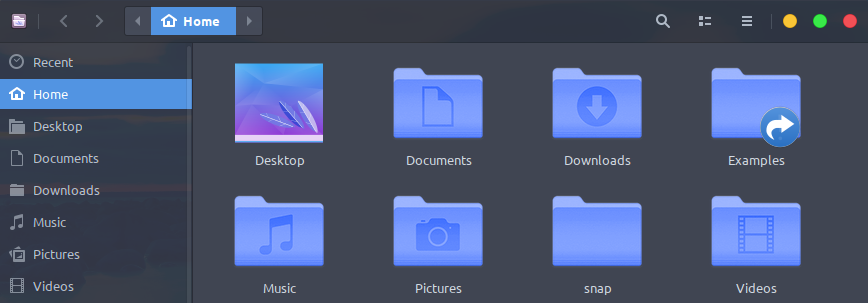 Home
Recent
Home
Desktop
Documents
Downloads
Music
Pictures
Videos
Desktop
Documents
Downloads
Examples
Music
Pictures
snap
Videos